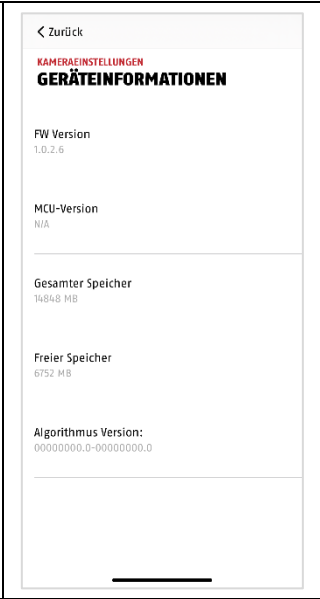 Zurück
KAMERAEINSTELLUNGEN
GERÄTEINFORMATIONEN
FW Version
1.0.2.6
MCU-Version
N/A
Gesamter Speicher
14848 MB
Freier Speicher
6752 MB
Algorithmus Version:
00000000.0-00000000.0